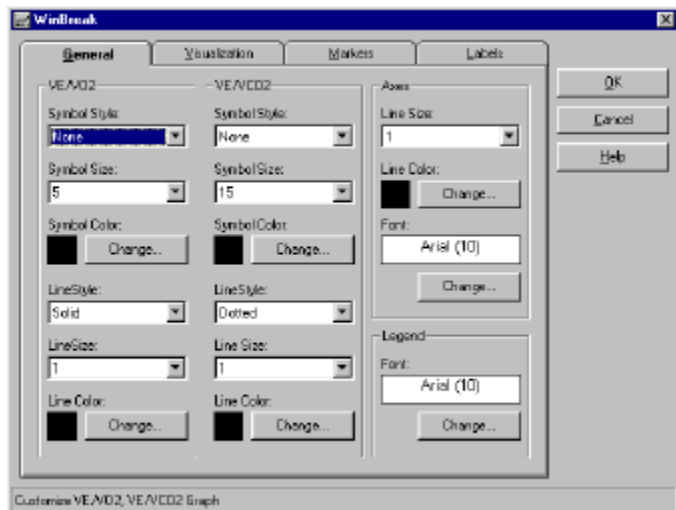 WinBreak
General
Visualization
Markers
Labels
VE/VO2
Symbol Style:
None
Symbol Size:
5
Symbol Color:
Change...
LineStyle:
Solid
LineSize:
1
Line Color:
Change...
VE/VCO2
Symbol Style:
None
Symbol Size:
15
Symbol Color:
Change...
LineStyle:
Dotted
Line Size:
1
Line Color:
Change...
Axes
Line Size:
1
Line Color:
Change...
Font:
Arial (10)
Change...
Legend
Font:
Arial (10)
Change...
OK
Cancel
Help
Customize VE/VO2, VE/VCO2 Graph